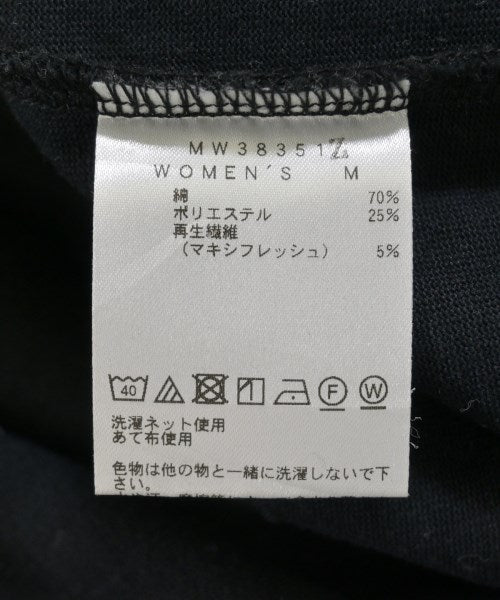 MW38351Z
WOMEN'S M
綿 70%
ポリエステル 25%
再生繊維
（マキシフレッシュ） 5%
40 F W
洗濯ネット使用
あて布使用
色物は他の物と一緒に洗濯しないで下
さい。